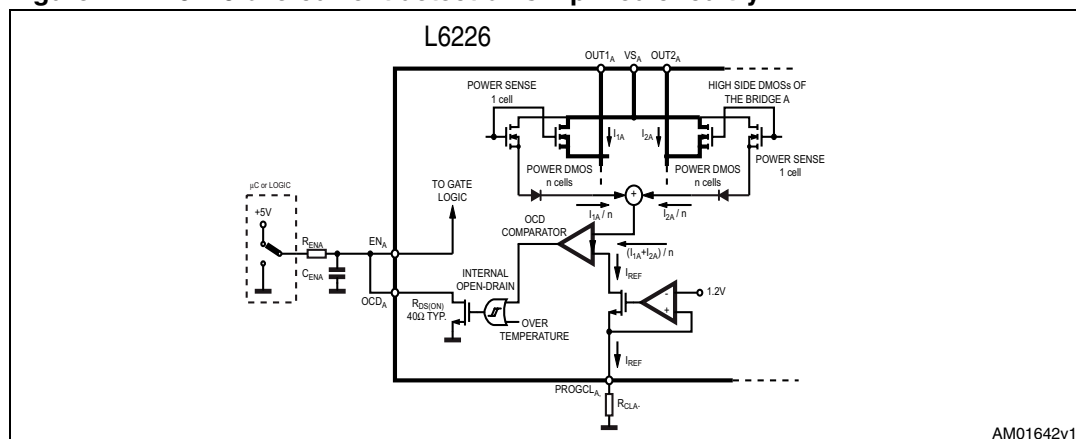 L6226
OUT1A VSA OUT2A
POWER SENSE
1 cell
HIGH SIDE DMOSs OF
THE BRIDGE A
I1A
I2A
POWER DMOS
n cells
POWER DMOS
n cells
POWER SENSE
1 cell
+
I1A / n
I2A / n
µC or LOGIC
+5V
TO GATE
LOGIC
RENA
ENA
CENA
OCDA
OCD
COMPARATOR
(I1A+I2A) / n
IREF
INTERNAL
OPEN-DRAIN
RDS(ON)
40Ω TYP.
OVER
TEMPERATURE
-
+
1.2V
IREF
PROGCLA,
RCLA-
AM01642v1